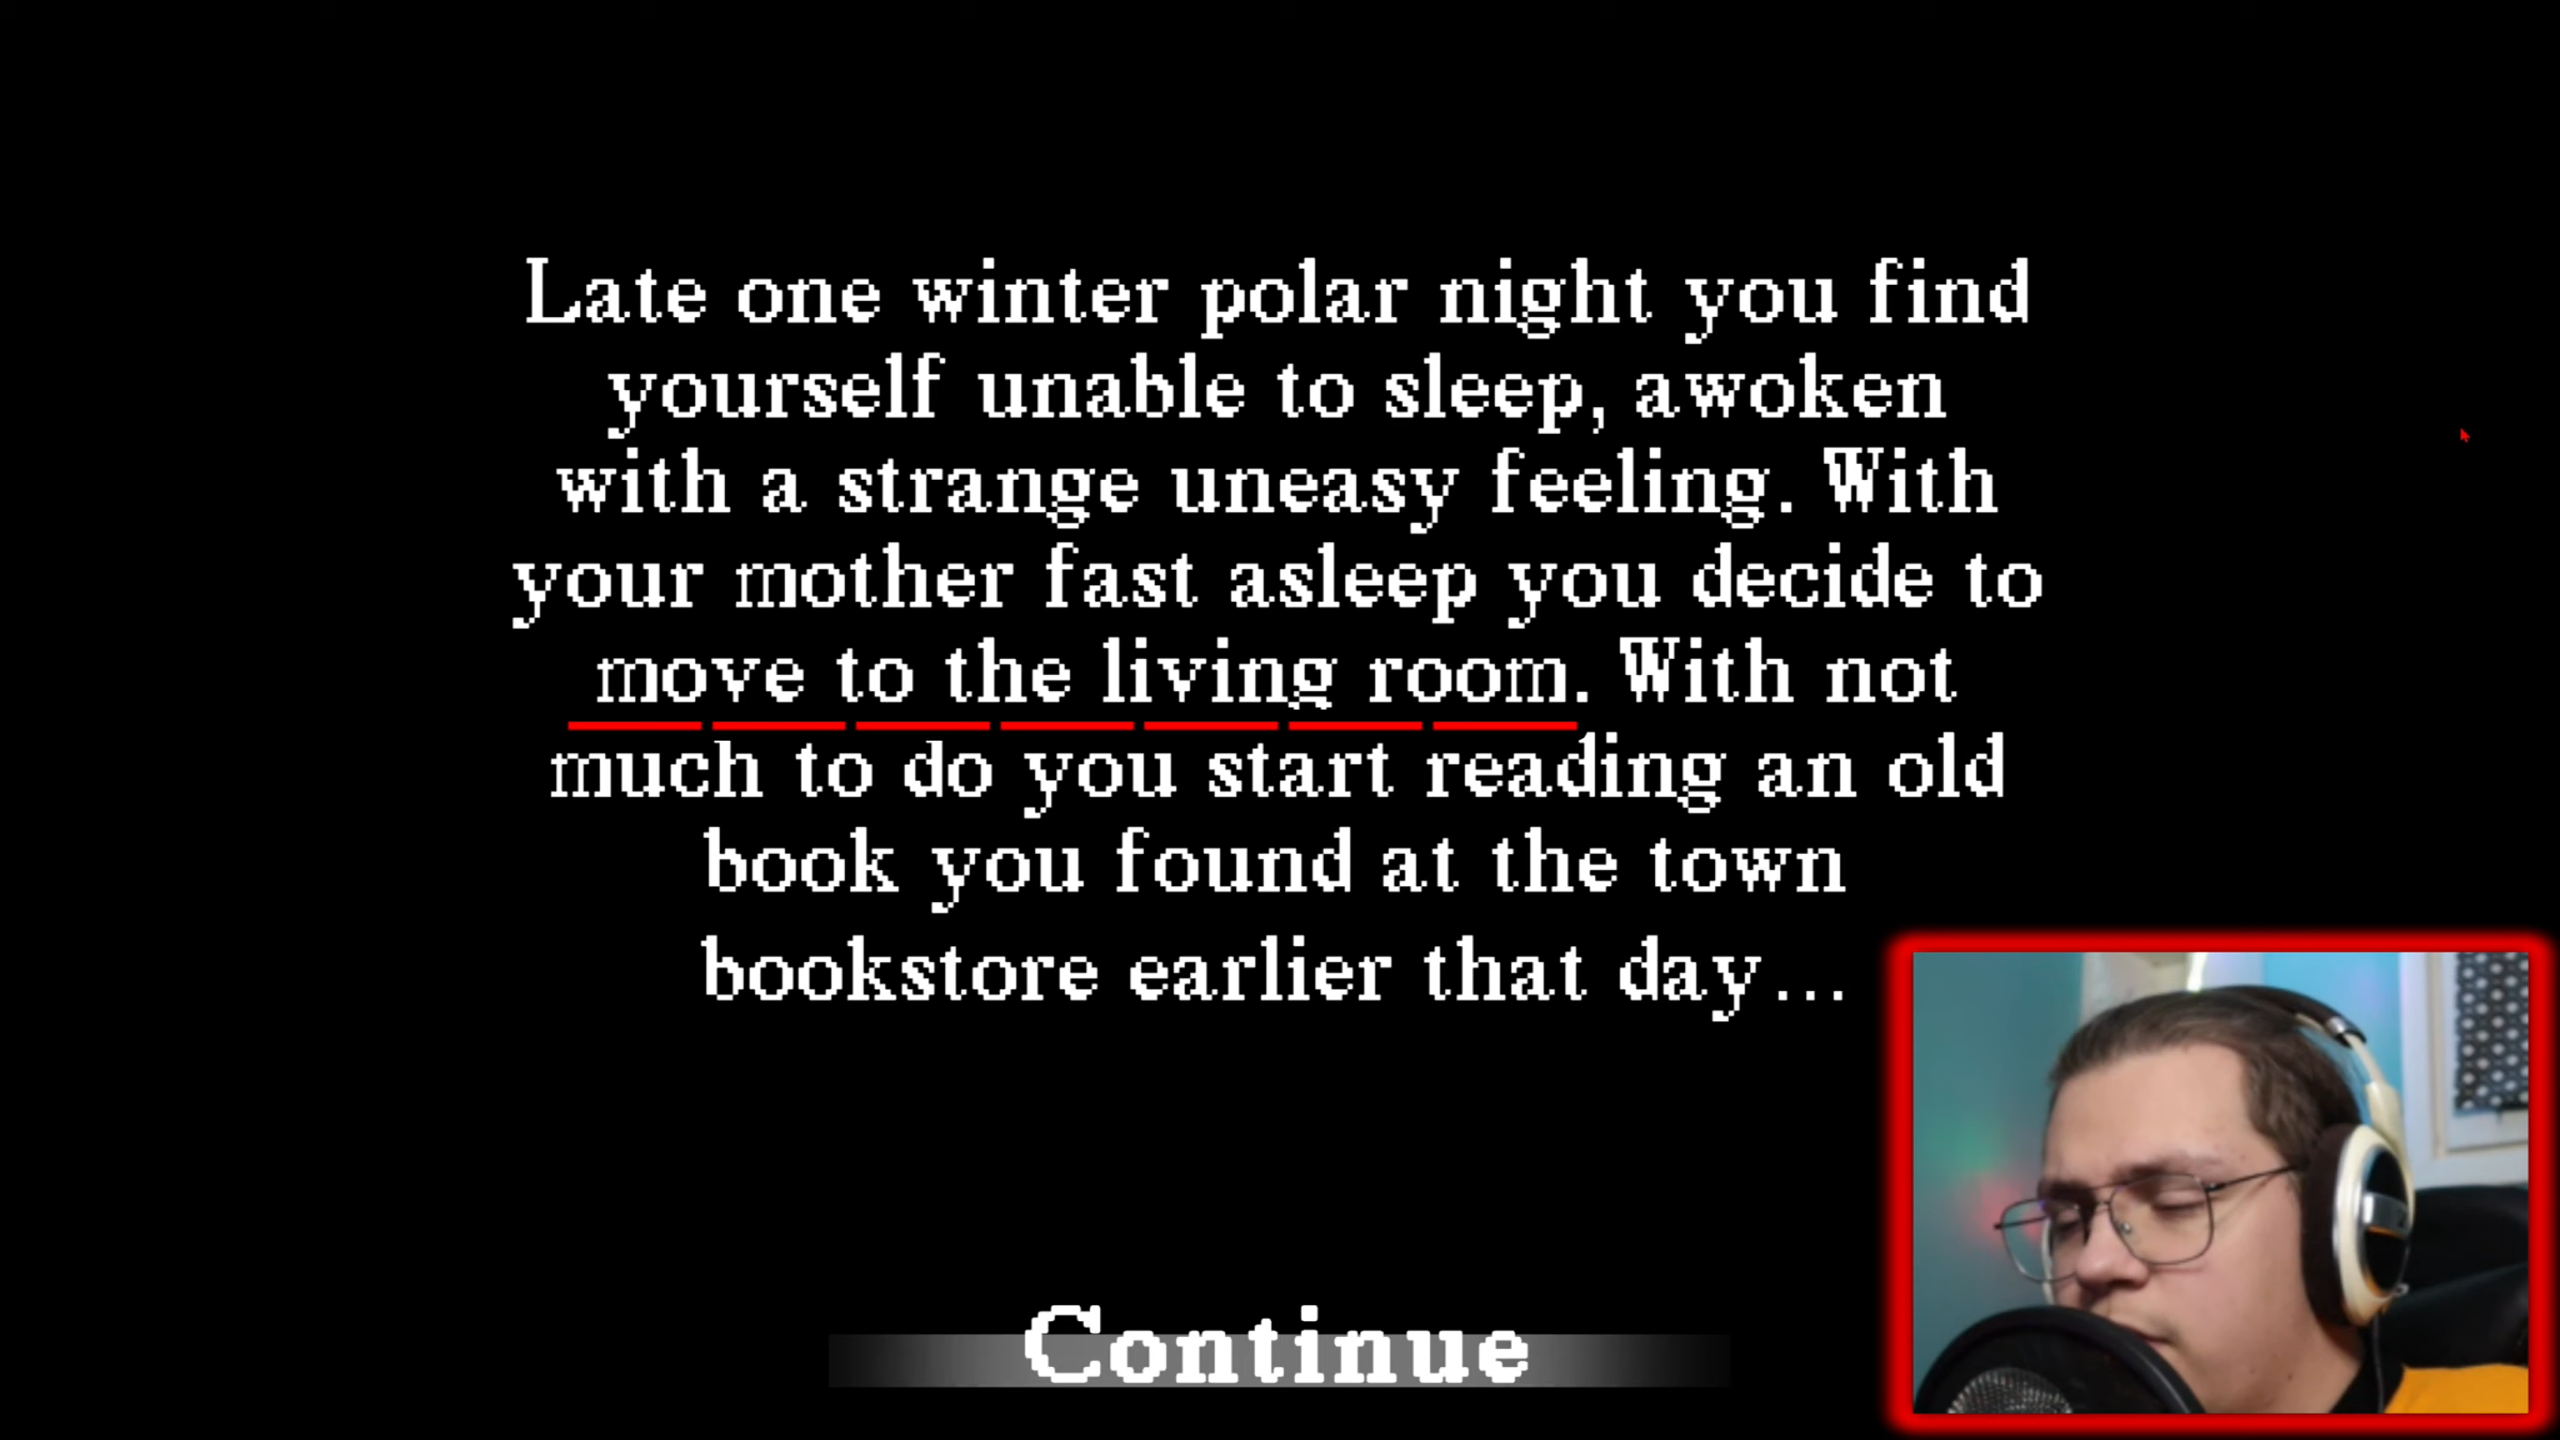 Late one winter polar night you find
yourself unable to sleep, awoken
with a strange uneasy feeling. With
your mother fast asleep you decide to
move to the living room. With not
much to do you start reading an old
book you found at the town
bookstore earlier that day...
Continue